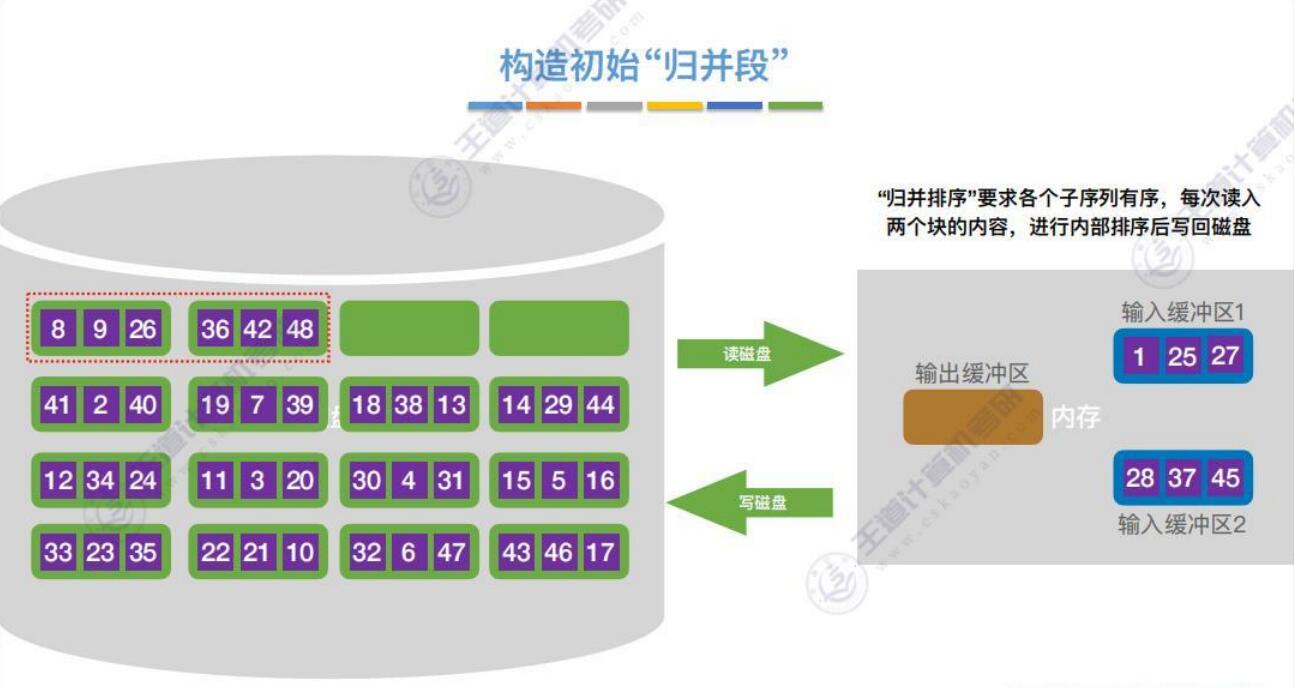 构造初始“归并段”
“归并排序”要求各个子序列有序，每次读入
两个块的内容，进行内部排序后写回磁盘
8 9 26 36 42 48
41 2 40 19 7 39 18 38 13 14 29 44
12 34 24 11 3 20 30 4 31 15 5 16
33 23 35 22 21 10 32 6 47 43 46 17
盘
读磁盘
写磁盘
输入缓冲区1
1 25 27
输出缓冲区
内存
28 37 45
输入缓冲区2
王道计算机考研
www.cskaoyan.com